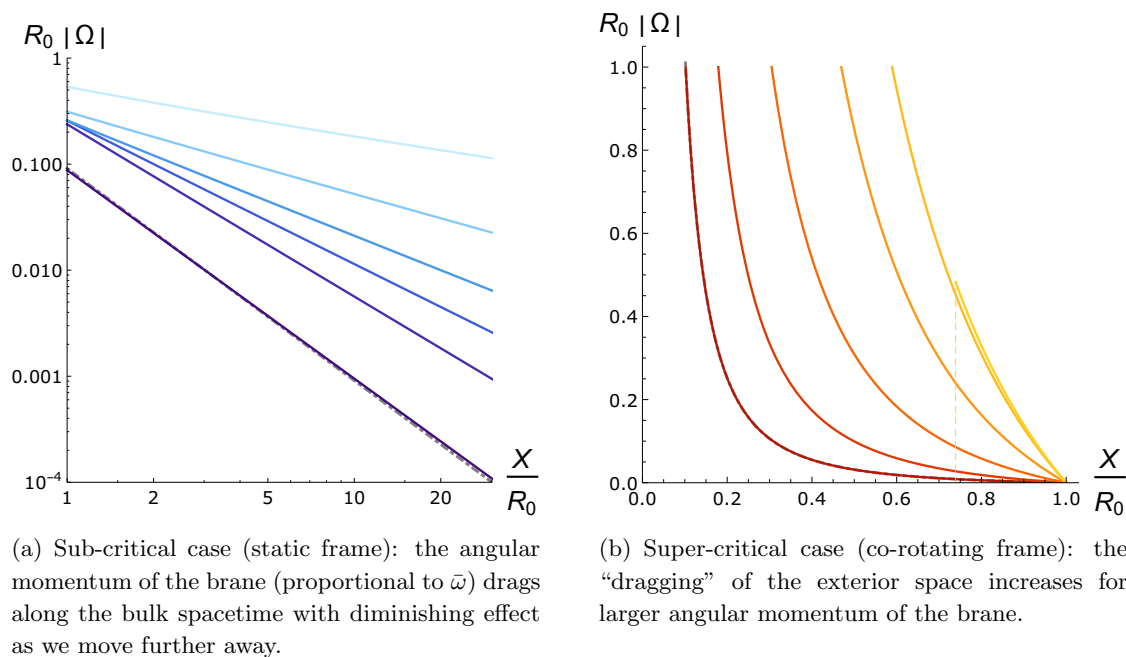 R₀ |Ω|
1
0.100
0.010
0.001
10⁻⁴
1
2
5
10
20
X
R₀
R₀ |Ω|
1.0
0.8
0.6
0.4
0.2
0.0
0.0
0.2
0.4
0.6
0.8
1.0
X
R₀
(a) Sub-critical case (static frame): the angular
momentum of the brane (proportional to ω̄) drags
along the bulk spacetime with diminishing effect
as we move further away.
(b) Super-critical case (co-rotating frame): the
“dragging” of the exterior space increases for
larger angular momentum of the brane.